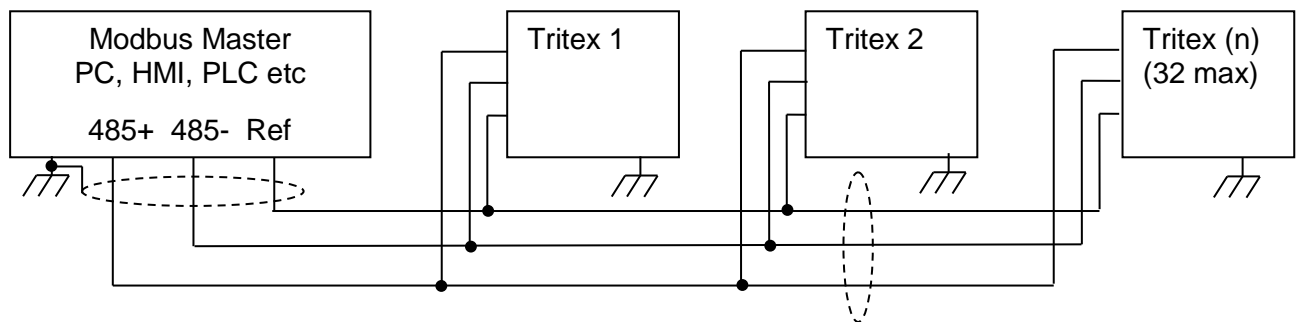 Modbus Master
PC, HMI, PLC etc
485+ 485- Ref
Tritex 1
Tritex 2
Tritex (n)
(32 max)